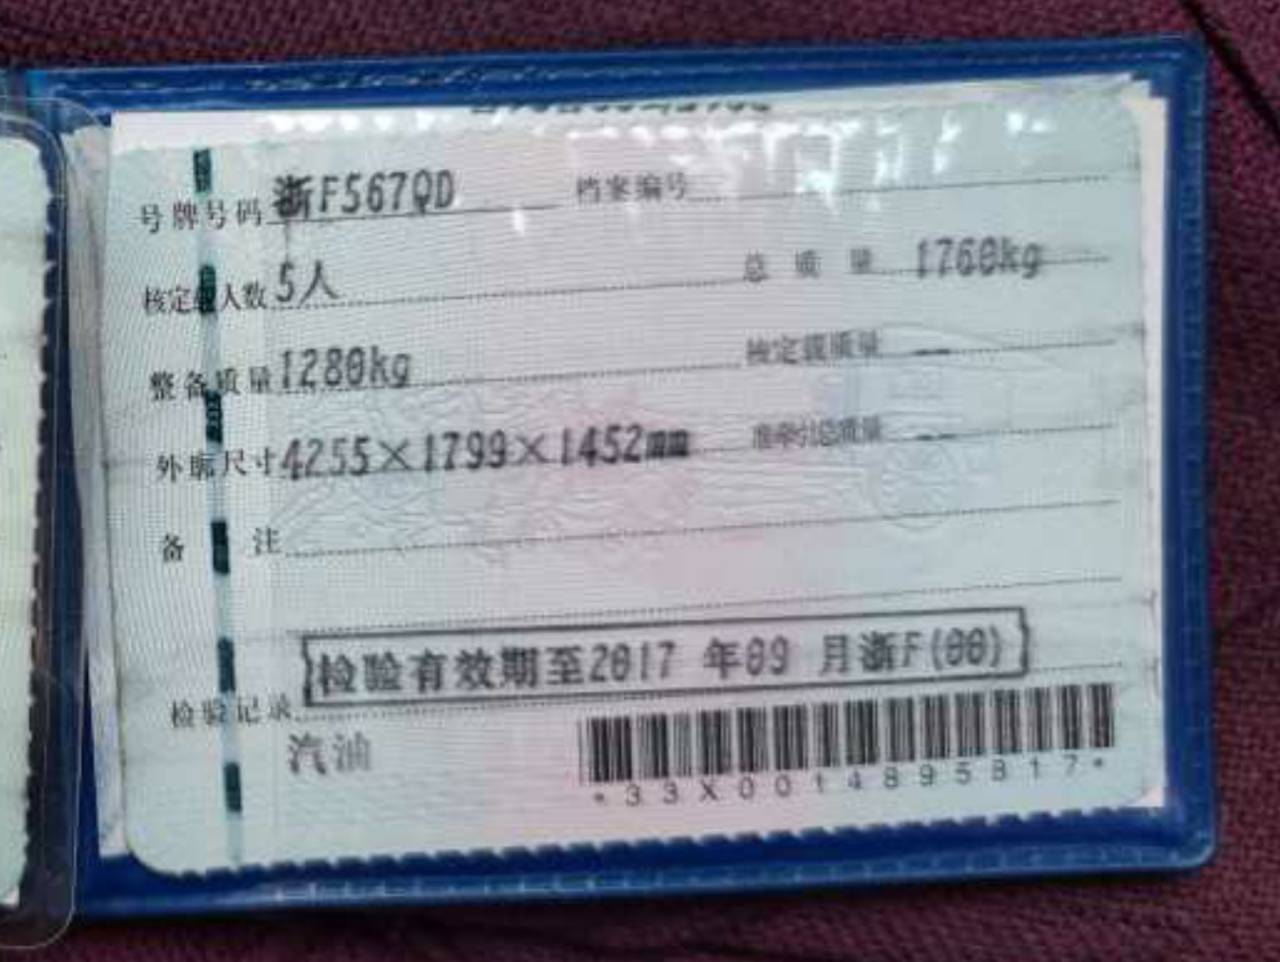 号牌号码 浙F567QD 档案编号
核定载人数 5人 总质量 1760kg
整备质量 1280kg 核定载质量 --
外廓尺寸 4255×1799×1452mm 准牵引总质量 --
备注
检验有效期至2017 年09 月浙F(00)
检验记录
汽油
*33X0014895817*